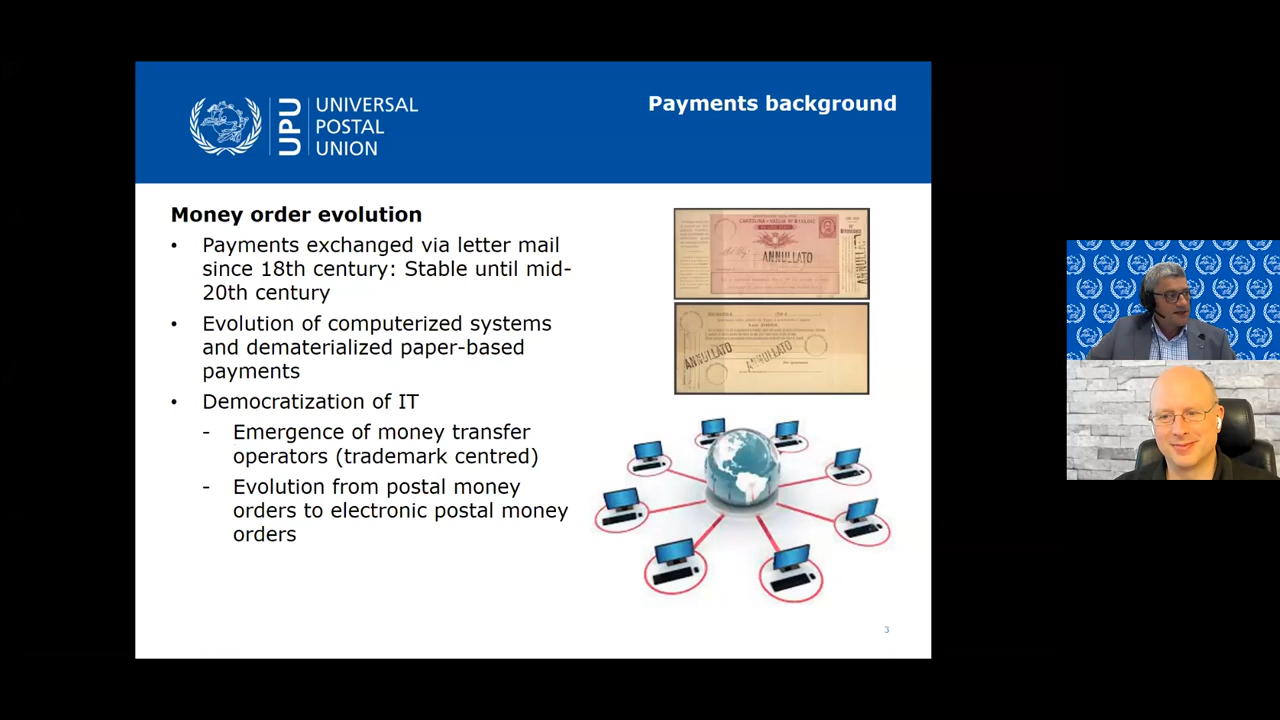 UPU
UNIVERSAL
POSTAL
UNION
Payments background
Money order evolution
• Payments exchanged via letter mail
since 18th century: Stable until mid-
20th century
• Evolution of computerized systems
and dematerialized paper-based
payments
• Democratization of IT
- Emergence of money transfer
operators (trademark centred)
- Evolution from postal money
orders to electronic postal money
orders
ANNULLATO
ANNULLATO
ANNULLATO
ANNULLATO
3